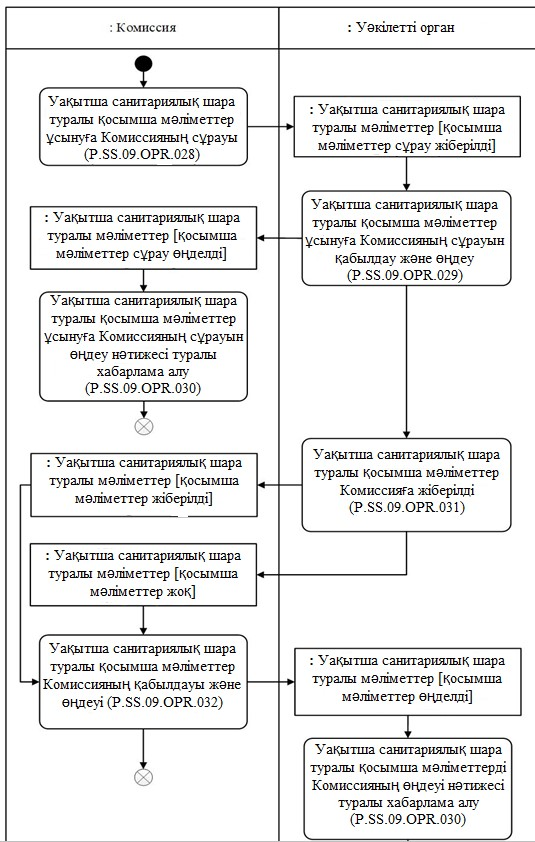 : Комиссия
: Уәкілетті орган
Уақытша санитариялық шара
туралы қосымша мәліметтер
ұсынуға Комиссияның сұрауы
(P.SS.09.OPR.028)
: Уақытша санитариялық шара
туралы мәліметтер [қосымша
мәліметтер сұрау жіберілді]
Уақытша санитариялық шара
туралы қосымша мәліметтер
ұсынуға Комиссияның сұрауын
қабылдау және өңдеу
(P.SS.09.OPR.029)
: Уақытша санитариялық шара
туралы мәліметтер [қосымша
мәліметтер сұрау өңделді]
Уақытша санитариялық шара
туралы қосымша мәліметтер
ұсынуға Комиссияның сұрауын
өңдеу нәтижесі туралы
хабарлама алу
(P.SS.09.OPR.030)
Уақытша санитариялық шара
туралы қосымша мәліметтер
Комиссияға жіберілді
(P.SS.09.OPR.031)
: Уақытша санитариялық шара
туралы мәліметтер [қосымша
мәліметтер жіберілді]
: Уақытша санитариялық шара
туралы мәліметтер [қосымша
мәліметтер жоқ]
Уақытша санитариялық шара
туралы қосымша мәліметтер
Комиссияның қабылдауы және
өңдеуі (P.SS.09.OPR.032)
: Уақытша санитариялық шара
туралы мәліметтер [қосымша
мәліметтер өңделді]
Уақытша санитариялық шара
туралы қосымша мәліметтерді
Комиссияның өңдеуі нәтижесі
туралы хабарлама алу
(P.SS.09.OPR.030)